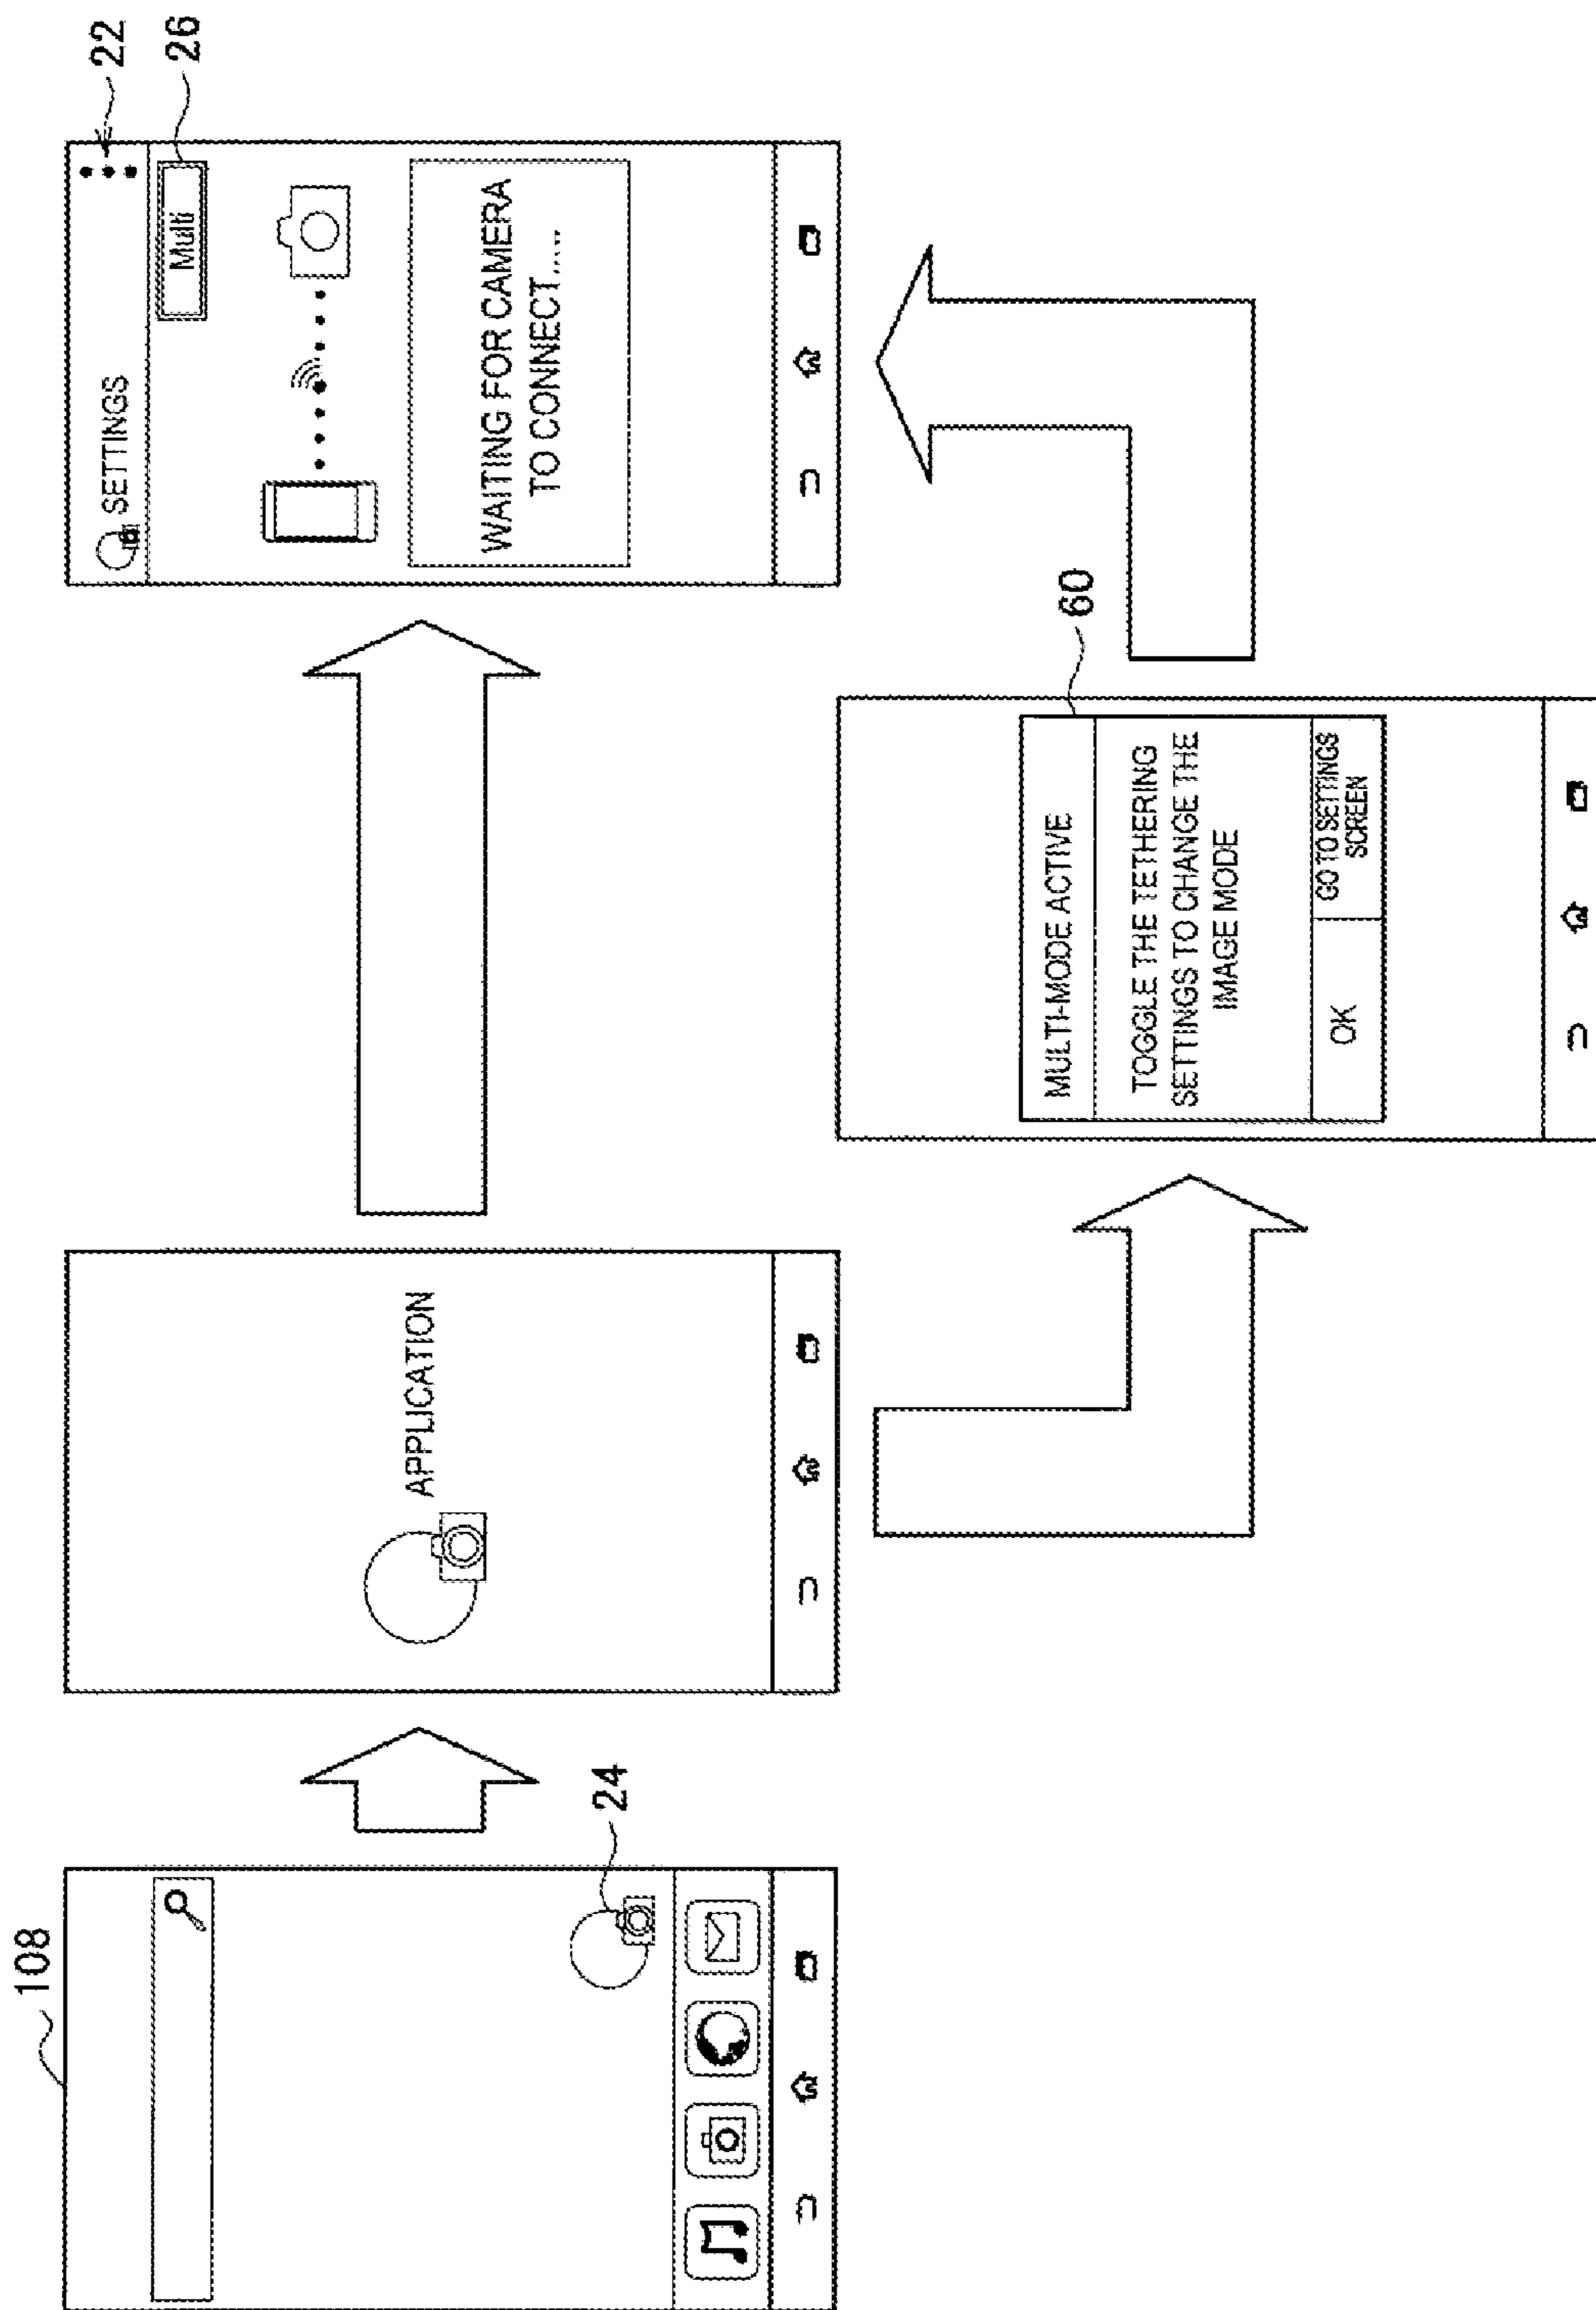 108
24
APPLICATION
SETTINGS
22
Multi
26
WAITING FOR CAMERA
TO CONNECT.....
60
MULTI-MODE ACTIVE
TOGGLE THE TETHERING
SETTINGS TO CHANGE THE
IMAGE MODE
OK
GO TO SETTINGS
SCREEN